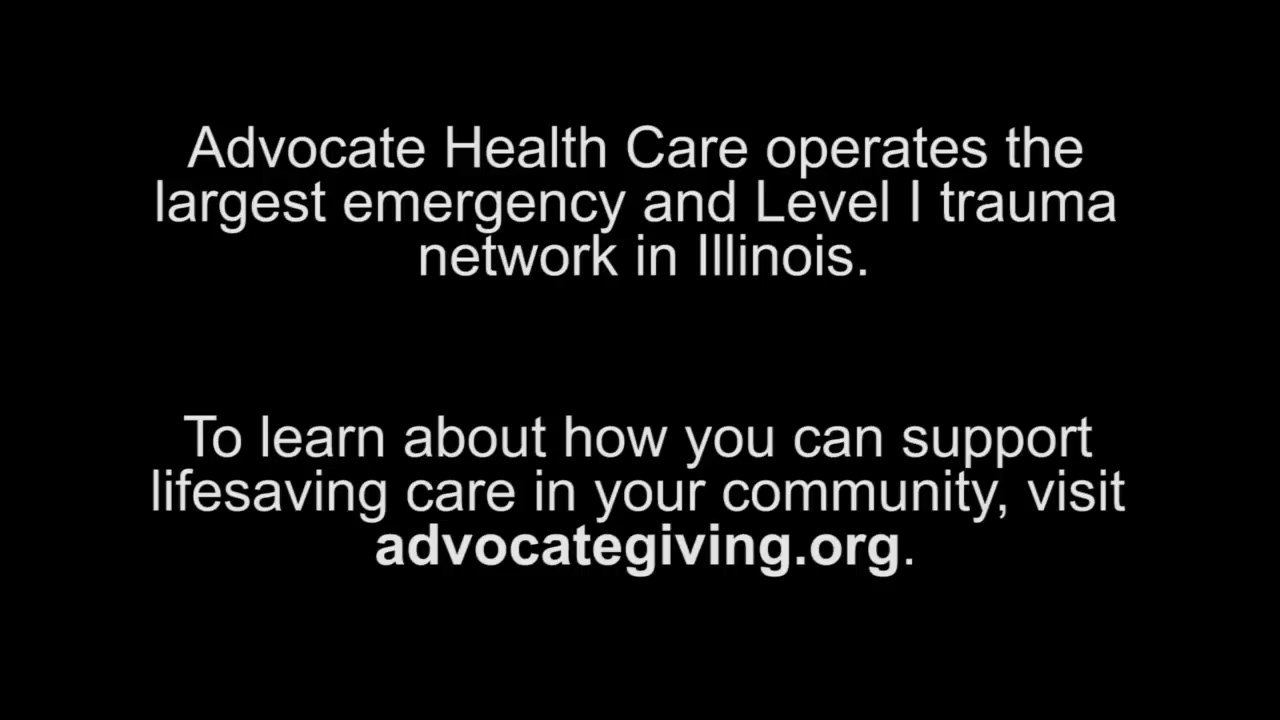 Advocate Health Care operates the
largest emergency and Level I trauma
network in Illinois.
To learn about how you can support
lifesaving care in your community, visit
advocategiving.org.